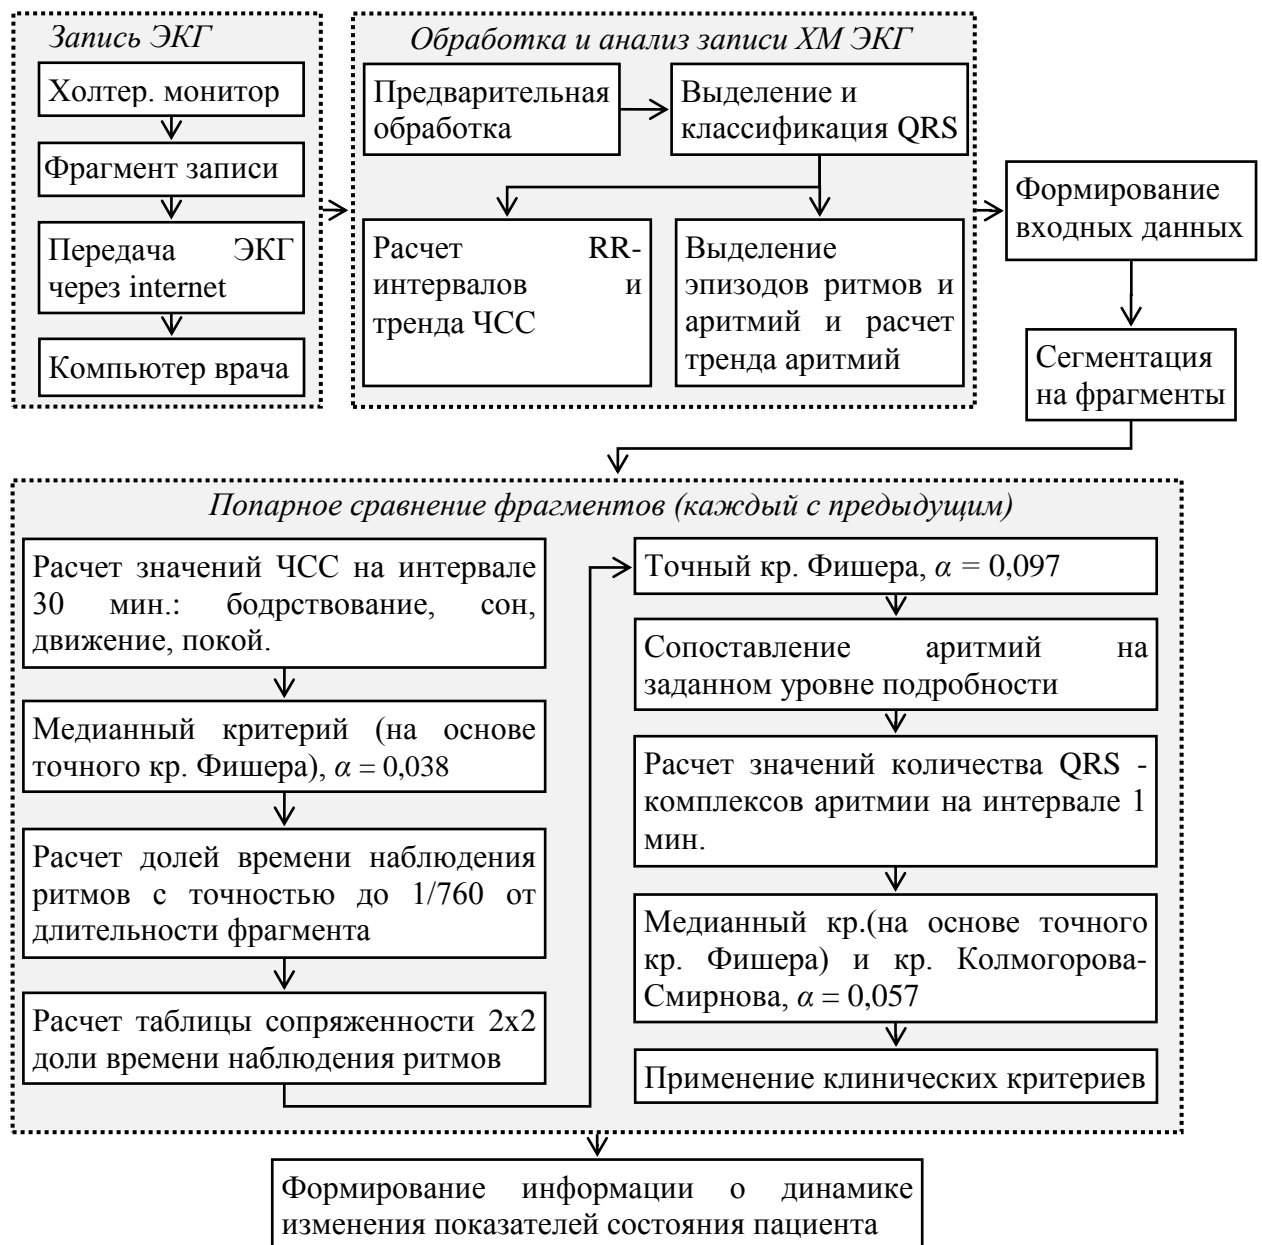 Запись ЭКГ
Холтер. монитор
Фрагмент записи
Передача ЭКГ
через internet
Компьютер врача
Обработка и анализ записи ХМ ЭКГ
Предварительная
обработка
Выделение и
классификация QRS
Расчет RR-
интервалов и
тренда ЧСС
Выделение
эпизодов ритмов и
аритмий и расчет
тренда аритмий
Формирование
входных данных
Сегментация
на фрагменты
Попарное сравнение фрагментов (каждый с предыдущим)
Расчет значений ЧСС на интервале
30 мин.: бодрствование, сон,
движение, покой.
Медианный критерий (на основе
точного кр. Фишера), α = 0,038
Расчет долей времени наблюдения
ритмов с точностью до 1/760 от
длительности фрагмента
Расчет таблицы сопряженности 2x2
доли времени наблюдения ритмов
Точный кр. Фишера, α = 0,097
Сопоставление аритмий на
заданном уровне подробности
Расчет значений количества QRS -
комплексов аритмии на интервале 1
мин.
Медианный кр.(на основе точного
кр. Фишера) и кр. Колмогорова-
Смирнова, α = 0,057
Применение клинических критериев
Формирование информации о динамике
изменения показателей состояния пациента